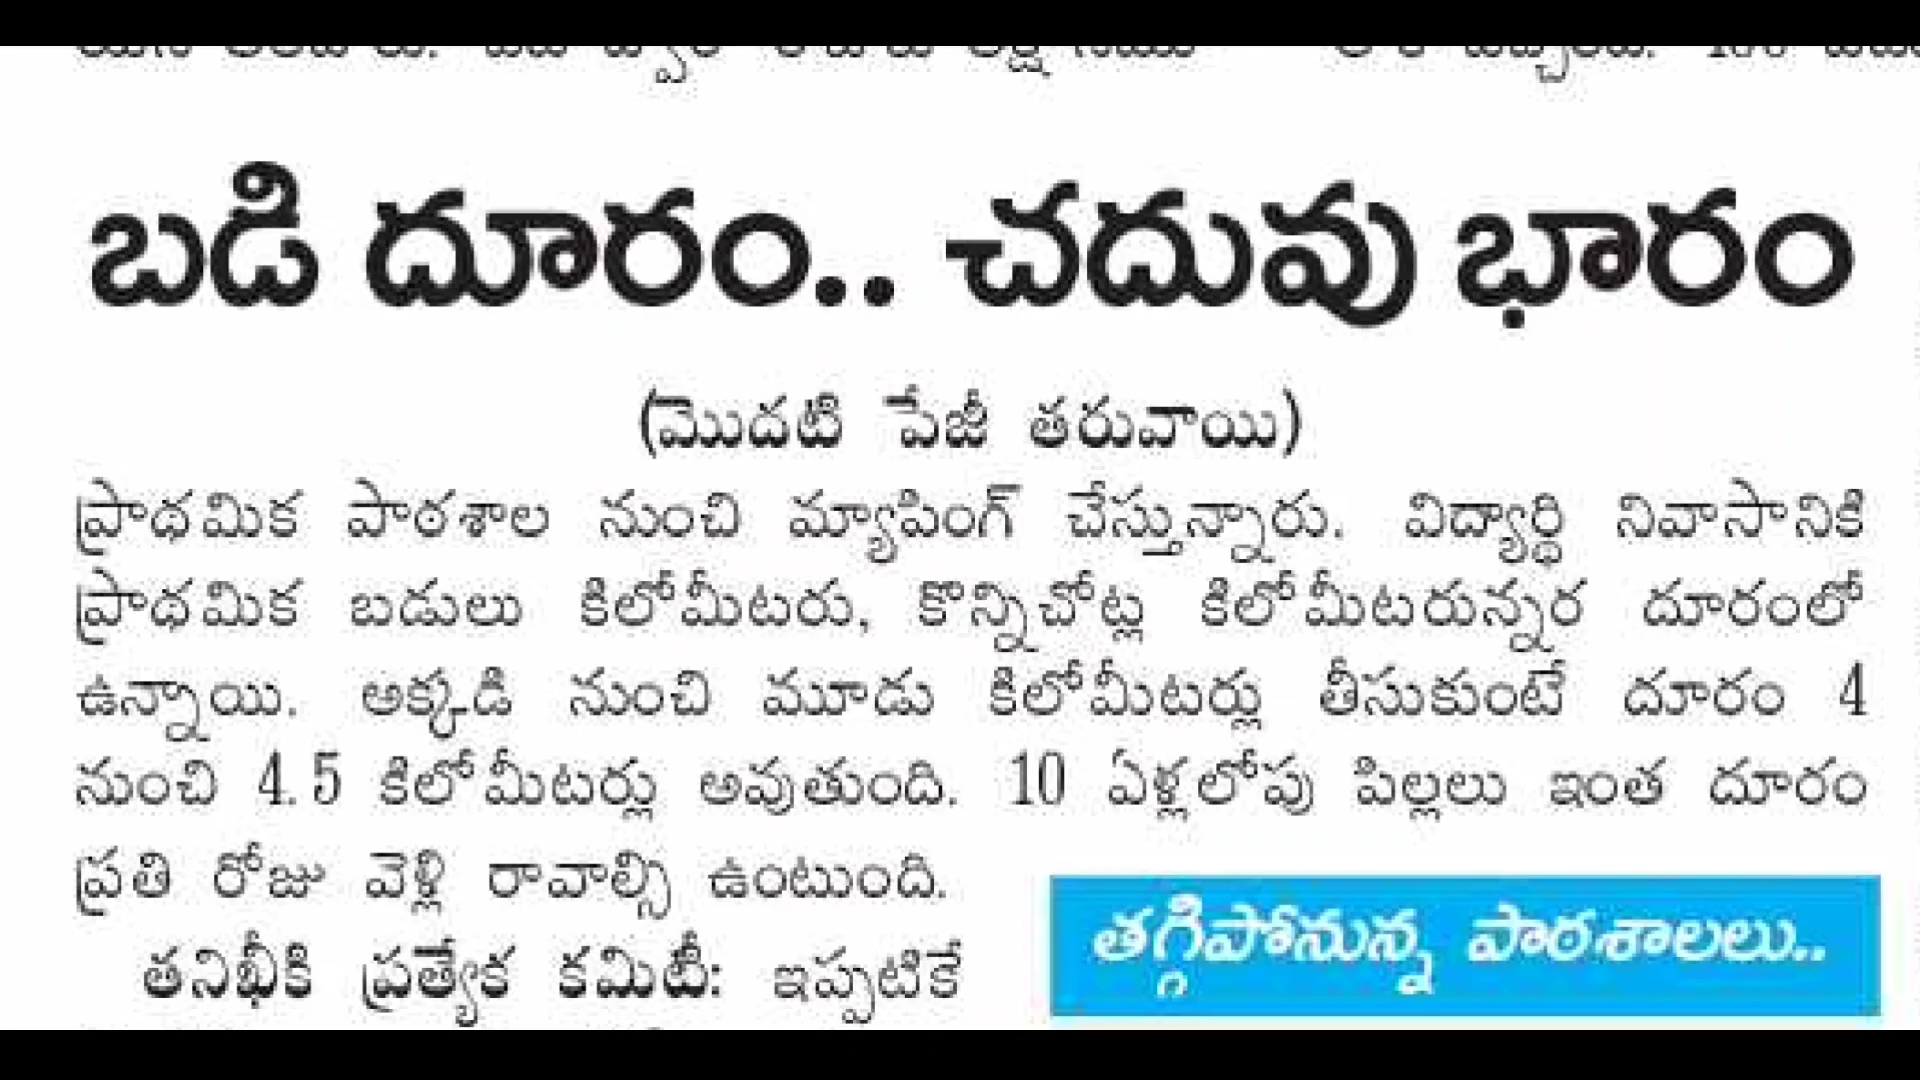 బడి దూరం.. చదువు భారం
(మొదటి పేజీ తరువాయి)
ప్రాథమిక పాఠశాల నుంచి మ్యాపింగ్ చేస్తున్నారు. విద్యార్థి నివాసానికి
ప్రాథమిక బడులు కిలోమీటరు, కొన్నిచోట్ల కిలోమీటరున్నర దూరంలో
ఉన్నాయి. అక్కడి నుంచి మూడు కిలోమీటర్లు తీసుకుంటే దూరం 4
నుంచి 4.5 కిలోమీటర్లు అవుతుంది. 10 ఏళ్లలోపు పిల్లలు ఇంత దూరం
ప్రతి రోజు వెళ్లి రావాల్సి ఉంటుంది.
తనిఖీకి ప్రత్యేక కమిటీ: ఇప్పటికే
తగ్గిపోనున్న పాఠశాలలు..